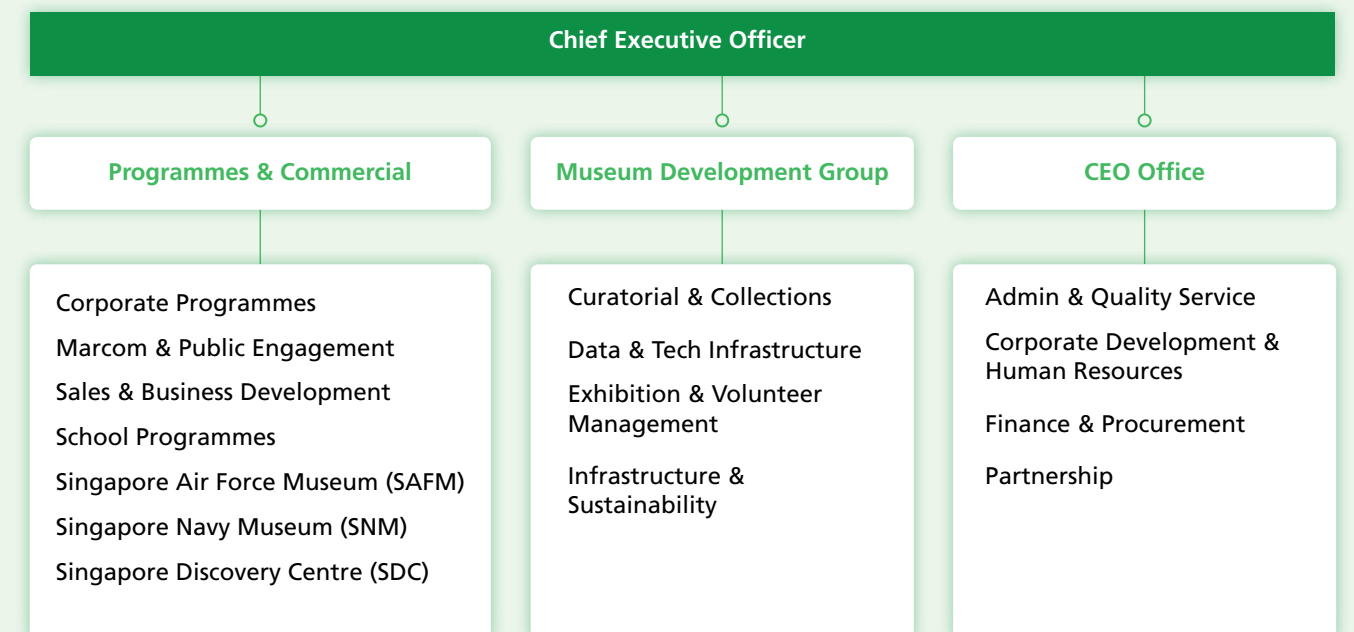 Chief Executive Officer
Programmes & Commercial
Corporate Programmes
Marcom & Public Engagement
Sales & Business Development
School Programmes
Singapore Air Force Museum (SAFM)
Singapore Navy Museum (SNM)
Singapore Discovery Centre (SDC)
Museum Development Group
Curatorial & Collections
Data & Tech Infrastructure
Exhibition & Volunteer
Management
Infrastructure &
Sustainability
CEO Office
Admin & Quality Service
Corporate Development &
Human Resources
Finance & Procurement
Partnership